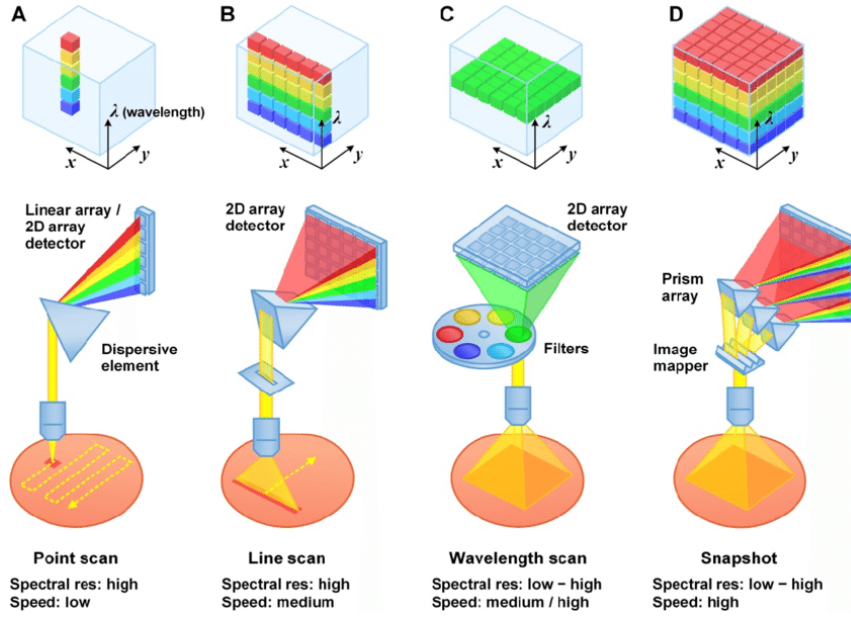 A
B
C
D
λ (wavelength)
x
y
λ
x
y
λ
x
y
λ
x
y
Linear array /
2D array
detector
Dispersive
element
2D array
detector
2D array
detector
Filters
Prism
array
Image
mapper
Point scan
Spectral res: high
Speed: low
Line scan
Spectral res: high
Speed: medium
Wavelength scan
Spectral res: low – high
Speed: medium / high
Snapshot
Spectral res: low – high
Speed: high